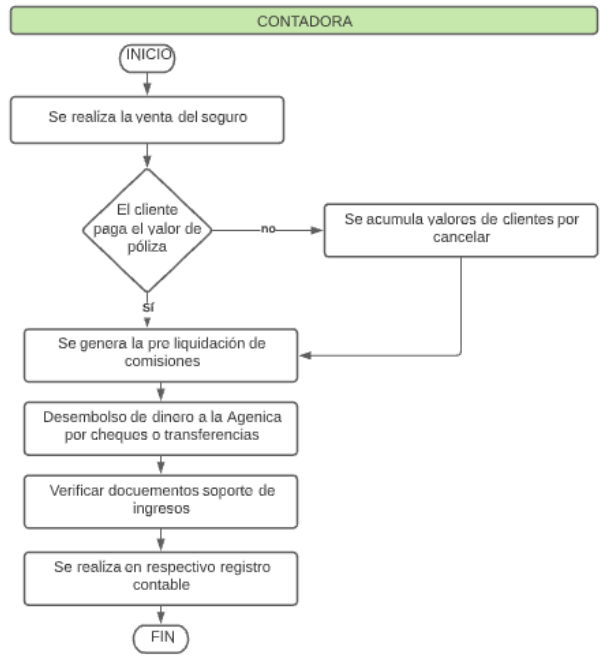 CONTADORA
INICIO
Se realiza la venta del seguro
El cliente
paga el valor de
póliza
no
Se acumula valores de clientes por
cancelar
sí
Se genera la pre liquidación de
comisiones
Desembolso de dinero a la Agenica
por cheques o transferencias
Verificar docuementos soporte de
ingresos
Se realiza en respectivo registro
contable
FIN